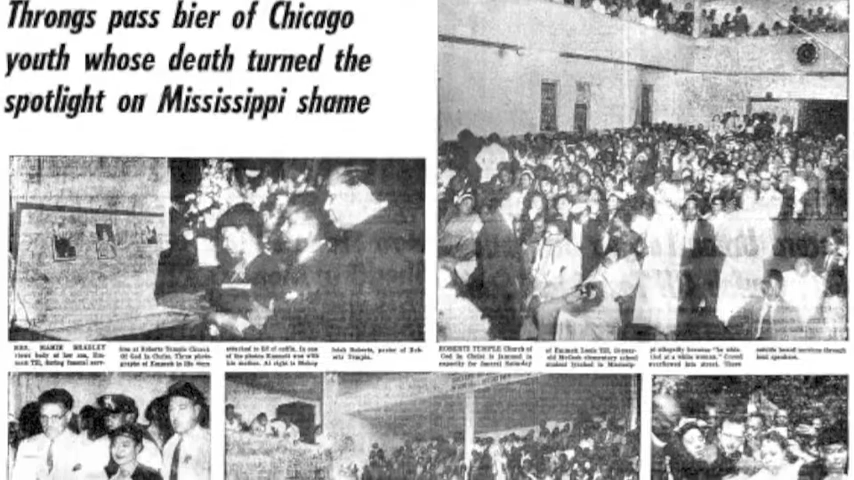 Throngs pass bier of Chicago
youth whose death turned the
spotlight on Mississippi shame
MRS. MAMIE BRADLEY
views body of her son, Em-
mett Till, during funeral serv-
ices at Roberts Temple Church
Of God In Christ. Three photo-
graphs of Emmett in life were
attached to lid of coffin. In one
of the photos Emmett was with
his mother. At right is Bishop
Isiah Roberts, pastor of Rob-
erts Temple.
ROBERTS TEMPLE Church of
God in Christ is jammed to
capacity for funeral Saturday
of Emmett Louis Till, 14-year-
old McCosh elementary school
student lynched in Mississip-
pi allegedly because "he whis-
tled at a white woman." Crowd
overflowed into street. Those
outside heard services through
loud speakers.